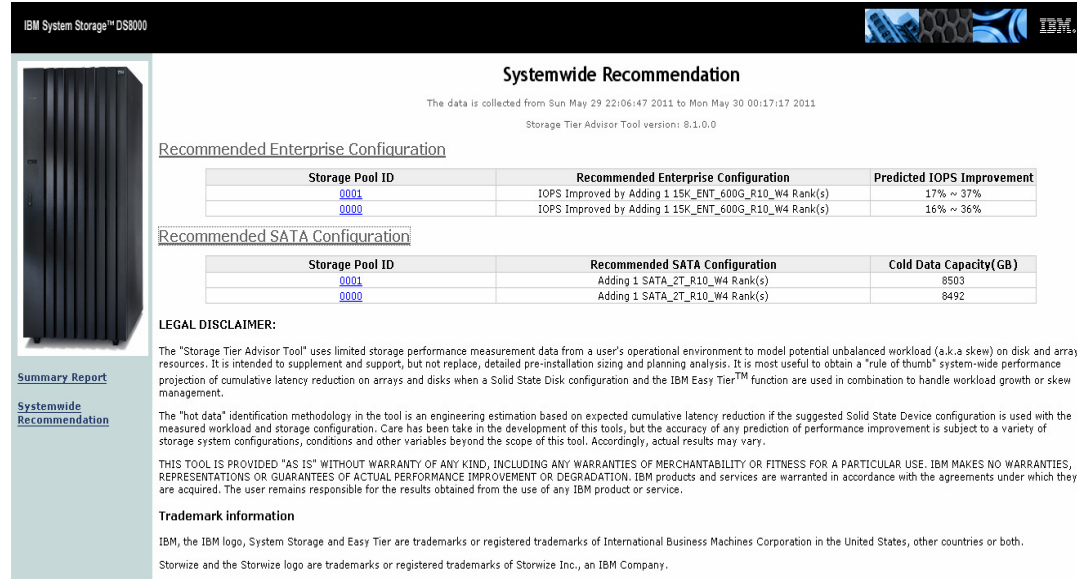 IBM System Storage™ DS8000
IBM.
Systemwide Recommendation
The data is collected from Sun May 29 22:06:47 2011 to Mon May 30 00:17:17 2011
Storage Tier Advisor Tool version: 8.1.0.0
Recommended Enterprise Configuration
Storage Pool ID Recommended Enterprise Configuration Predicted IOPS Improvement
0001 IOPS Improved by Adding 1 15K_ENT_600G_R10_W4 Rank(s) 17% ~ 37%
0000 IOPS Improved by Adding 1 15K_ENT_600G_R10_W4 Rank(s) 16% ~ 36%
Recommended SATA Configuration
Storage Pool ID Recommended SATA Configuration Cold Data Capacity(GB)
0001 Adding 1 SATA_2T_R10_W4 Rank(s) 8503
0000 Adding 1 SATA_2T_R10_W4 Rank(s) 8492
Summary Report
Systemwide
Recommendation
LEGAL DISCLAIMER:
The "Storage Tier Advisor Tool" uses limited storage performance measurement data from a user's operational environment to model potential unbalanced workload (a.k.a skew) on disk and array
resources. It is intended to supplement and support, but not replace, detailed pre-installation sizing and planning analysis. It is most useful to obtain a "rule of thumb" system-wide performance
projection of cumulative latency reduction on arrays and disks when a Solid State Disk configuration and the IBM Easy Tier™ function are used in combination to handle workload growth or skew
management.
The "hot data" identification methodology in the tool is an engineering estimation based on expected cumulative latency reduction if the suggested Solid State Device configuration is used with the
measured workload and storage configuration. Care has been take in the development of this tools, but the accuracy of any prediction of performance improvement is subject to a variety of
storage system configurations, conditions and other variables beyond the scope of this tool. Accordingly, actual results may vary.
THIS TOOL IS PROVIDED "AS IS" WITHOUT WARRANTY OF ANY KIND, INCLUDING ANY WARRANTIES OF MERCHANTABILITY OR FITNESS FOR A PARTICULAR USE. IBM MAKES NO WARRANTIES,
REPRESENTATIONS OR GUARANTEES OF ACTUAL PERFORMANCE IMPROVEMENT OR DEGRADATION. IBM products and services are warranted in accordance with the agreements under which they
are acquired. The user remains responsible for the results obtained from the use of any IBM product or service.
Trademark information
IBM, the IBM logo, System Storage and Easy Tier are trademarks or registered trademarks of International Business Machines Corporation in the United States, other countries or both.
Storwize and the Storwize logo are trademarks or registered trademarks of Storwize Inc., an IBM Company.